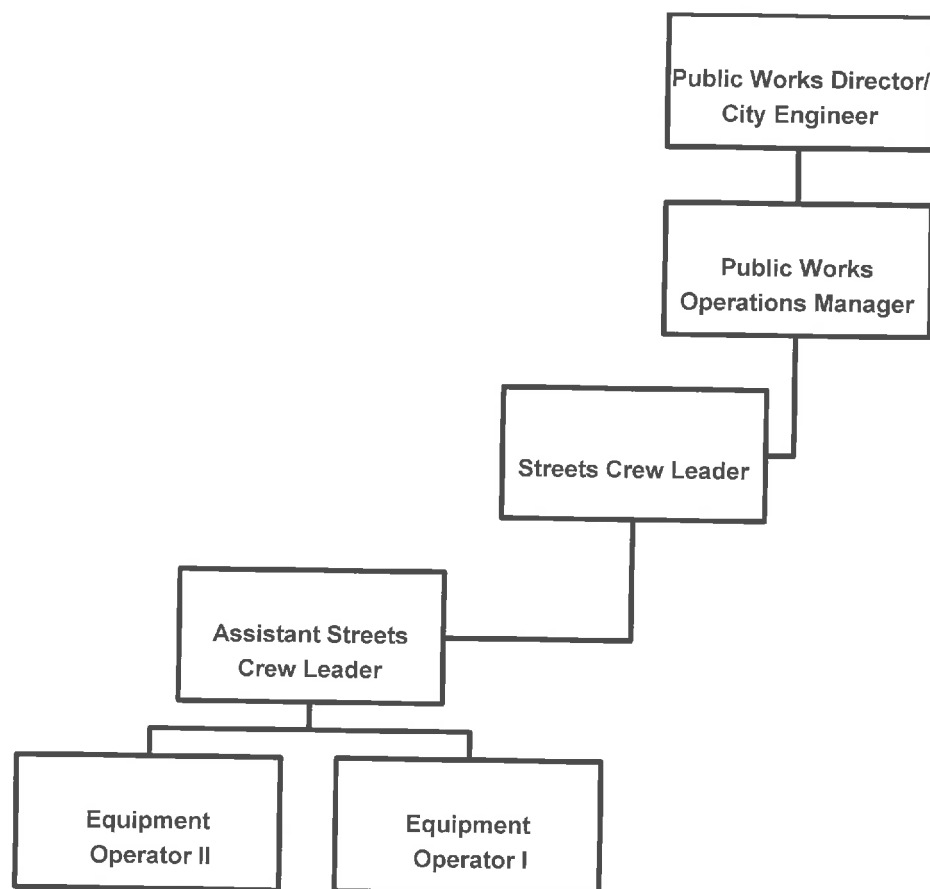 Public Works Director/
City Engineer
Public Works
Operations Manager
Streets Crew Leader
Assistant Streets
Crew Leader
Equipment
Operator II
Equipment
Operator I